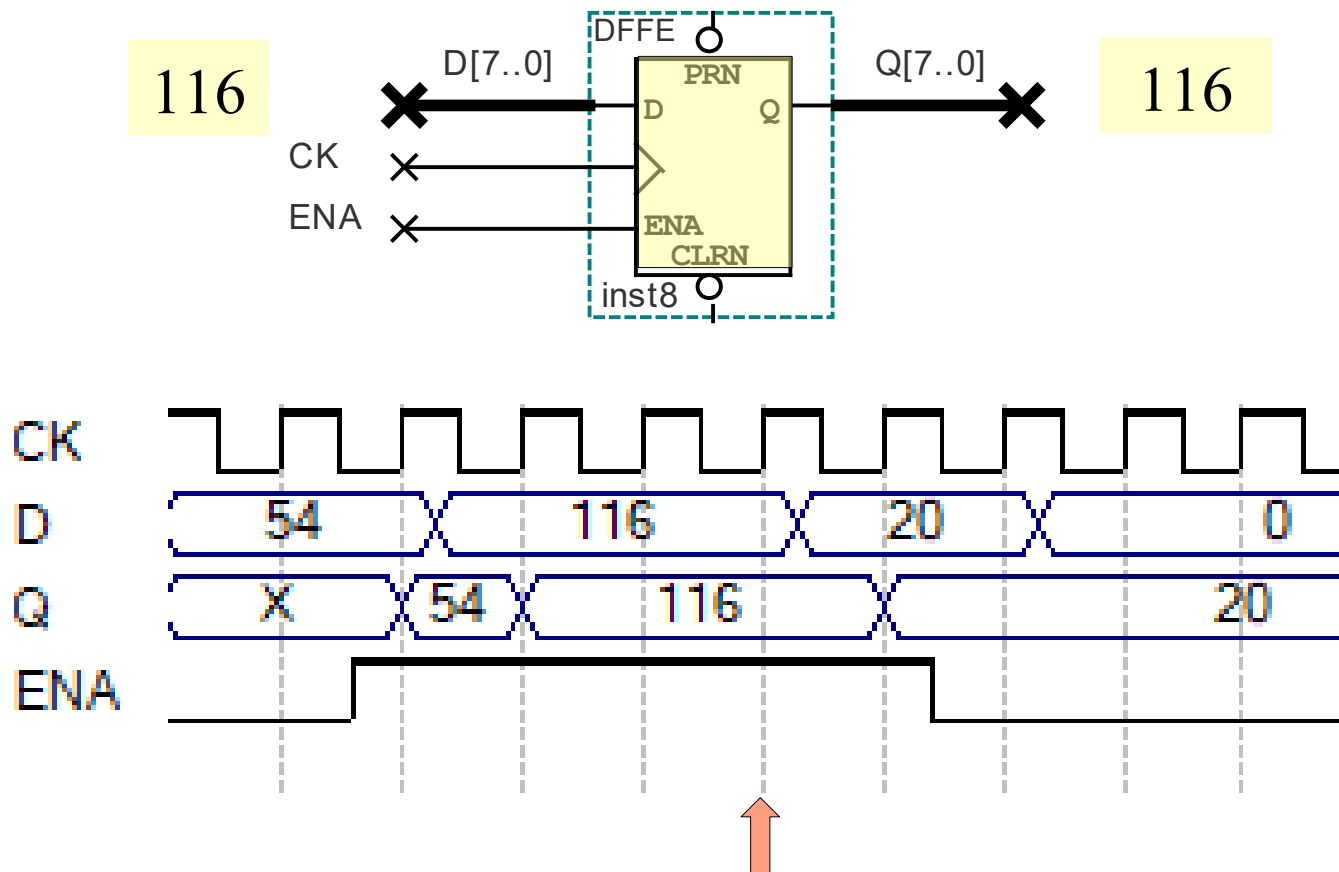 DFFE
116
D[7..0]
PRN
Q[7..0]
116
D
Q
CK
ENA
ENA
CLRN
inst8
CK
D
54
116
20
0
Q
X
54
116
20
ENA